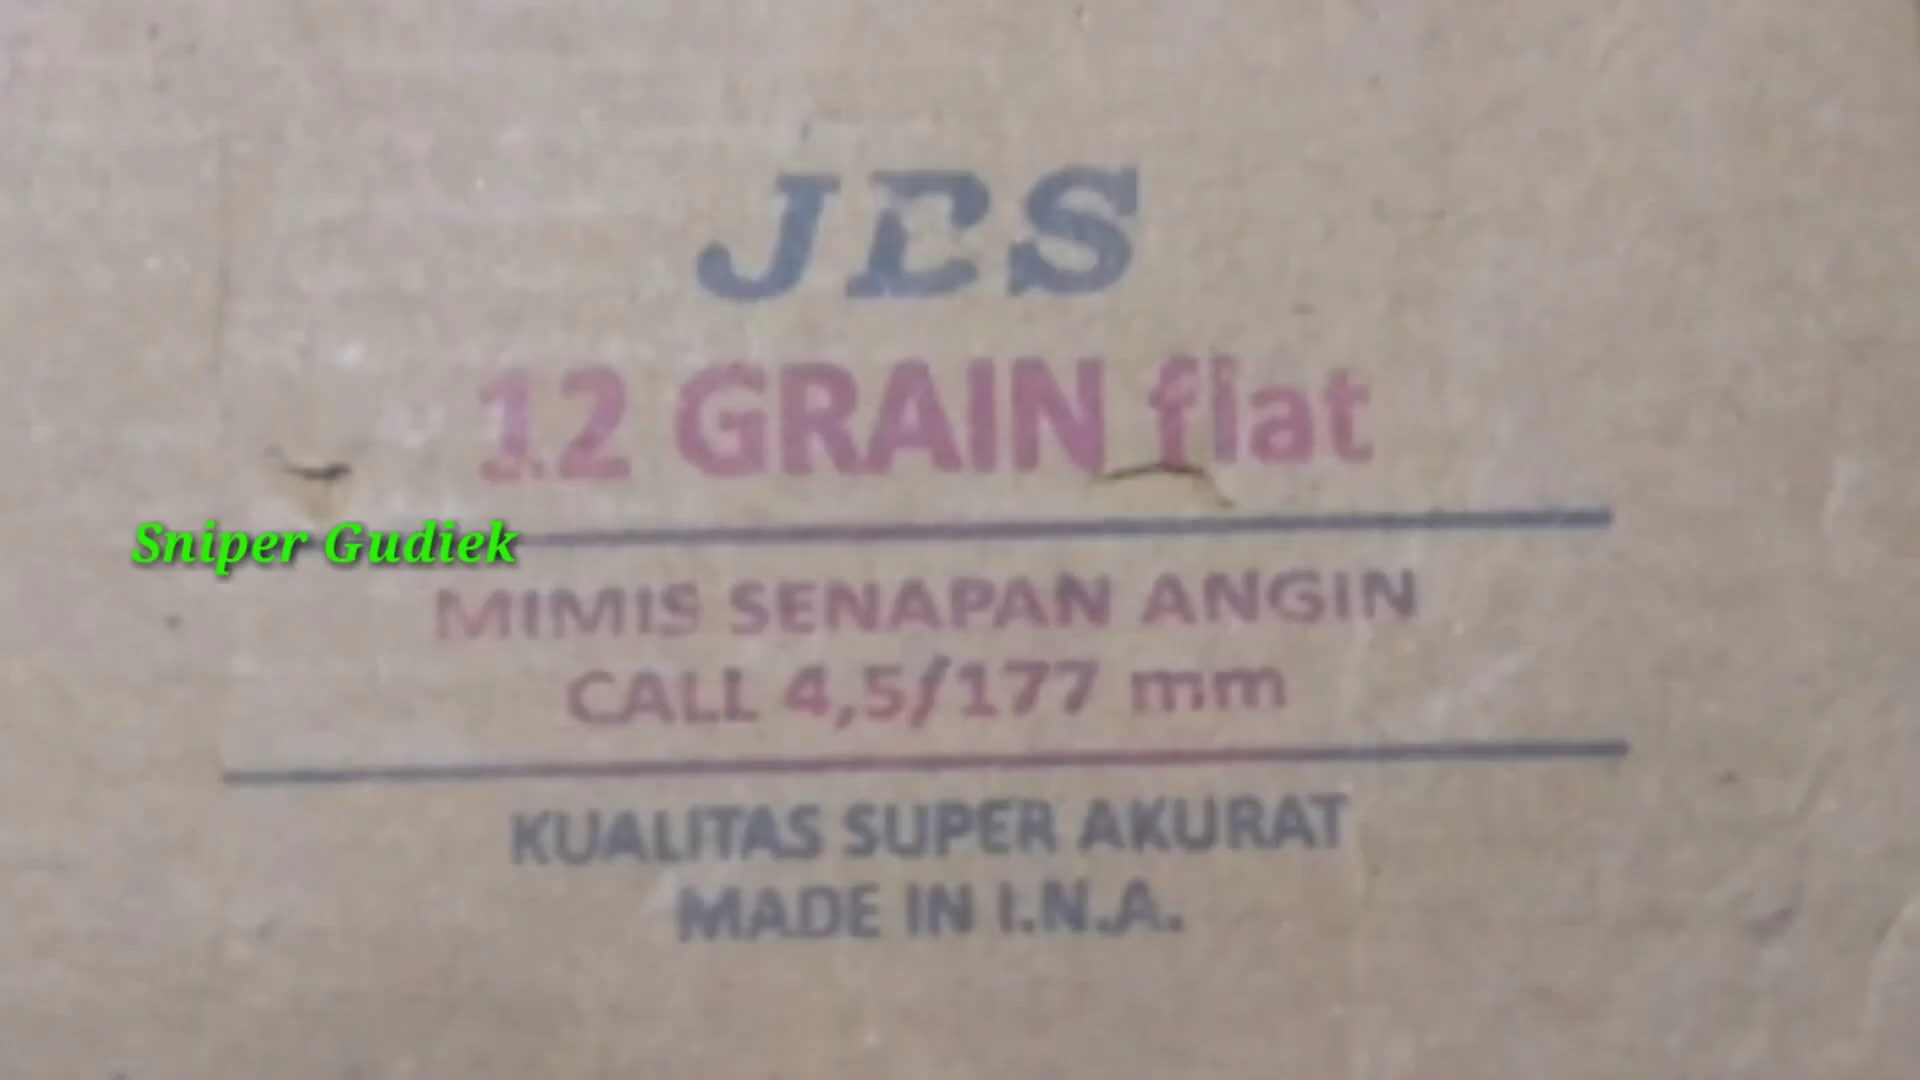 JES
12 GRAIN flat
Sniper Gudiek
MIMIS SENAPAN ANGIN
CALL 4,5/177 mm
KUALITAS SUPER AKURAT
MADE IN I.N.A.